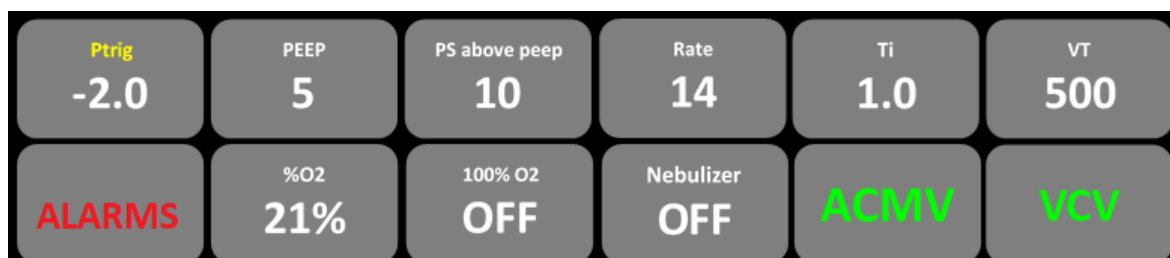 Ptrig PEEP PS above peep Rate Ti VT
-2.0 5 10 14 1.0 500
%O2 100% O2 Nebulizer
ALARMS 21% OFF OFF ACMV VCV